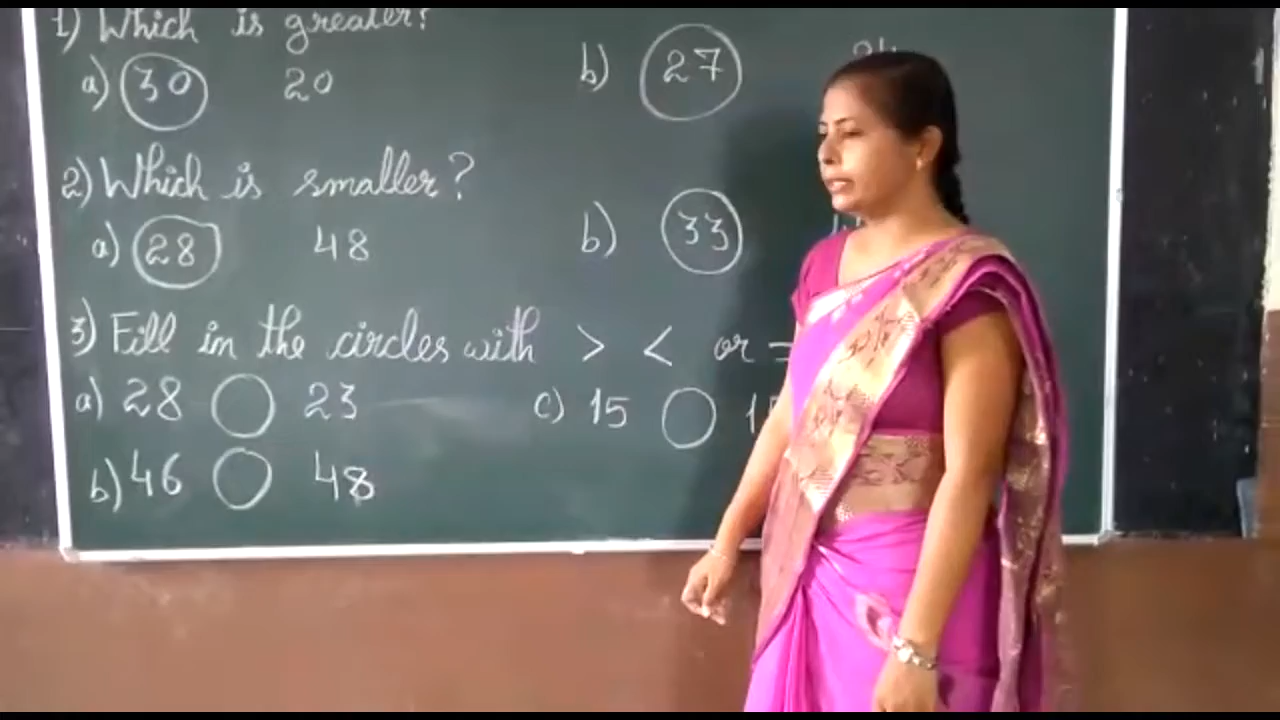 1) Which is greater?
a) 30 20 b) 27
2) Which is smaller?
a) 28 48 b) 33
3) Fill in the circles with > < or =
a) 28 23 c) 15
b) 46 48